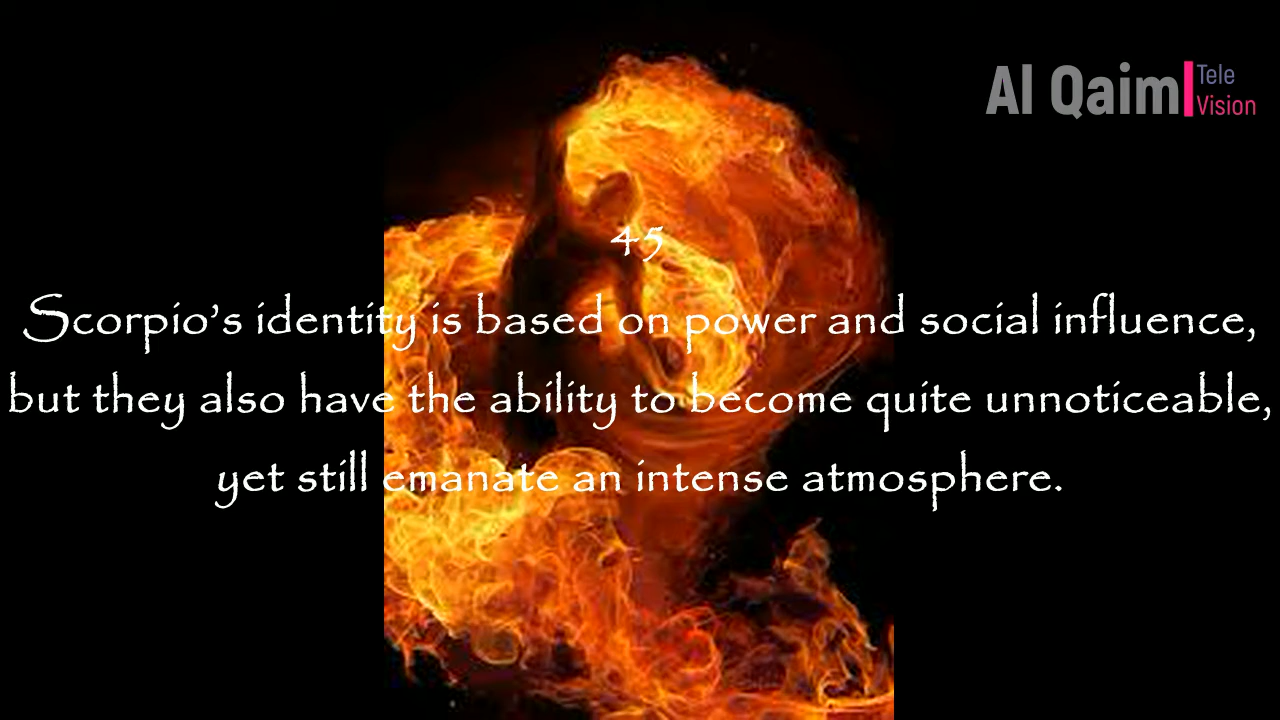 Al Qaim Tele Vision
45
Scorpio's identity is based on power and social influence,
but they also have the ability to become quite unnoticeable,
yet still emanate an intense atmosphere.